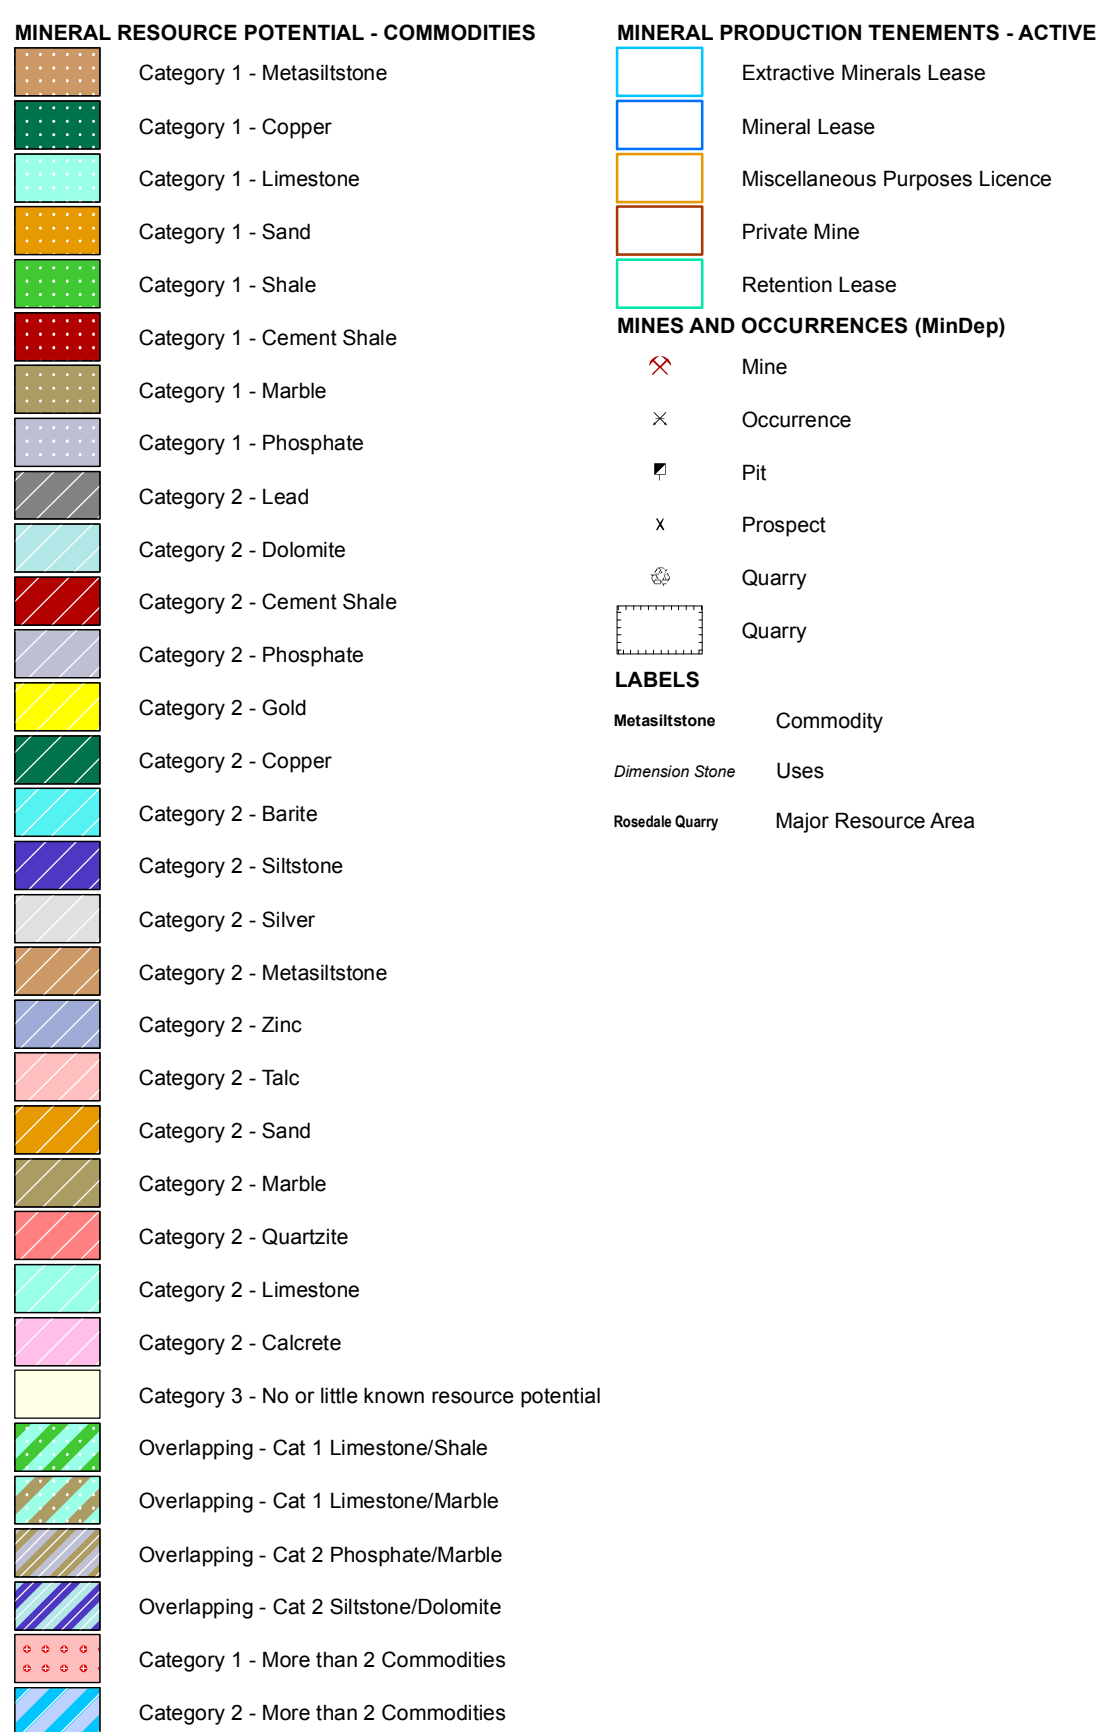 MINERAL RESOURCE POTENTIAL - COMMODITIES
Category 1 - Metasiltstone
Category 1 - Copper
Category 1 - Limestone
Category 1 - Sand
Category 1 - Shale
Category 1 - Cement Shale
Category 1 - Marble
Category 1 - Phosphate
Category 2 - Lead
Category 2 - Dolomite
Category 2 - Cement Shale
Category 2 - Phosphate
Category 2 - Gold
Category 2 - Copper
Category 2 - Barite
Category 2 - Siltstone
Category 2 - Silver
Category 2 - Metasiltstone
Category 2 - Zinc
Category 2 - Talc
Category 2 - Sand
Category 2 - Marble
Category 2 - Quartzite
Category 2 - Limestone
Category 2 - Calcrete
Category 3 - No or little known resource potential
Overlapping - Cat 1 Limestone/Shale
Overlapping - Cat 1 Limestone/Marble
Overlapping - Cat 2 Phosphate/Marble
Overlapping - Cat 2 Siltstone/Dolomite
Category 1 - More than 2 Commodities
Category 2 - More than 2 Commodities
MINERAL PRODUCTION TENEMENTS - ACTIVE
Extractive Minerals Lease
Mineral Lease
Miscellaneous Purposes Licence
Private Mine
Retention Lease
MINES AND OCCURRENCES (MinDep)
Mine
Occurrence
Pit
Prospect
Quarry
Quarry
LABELS
Metasiltstone Commodity
Dimension Stone Uses
Rosedale Quarry Major Resource Area